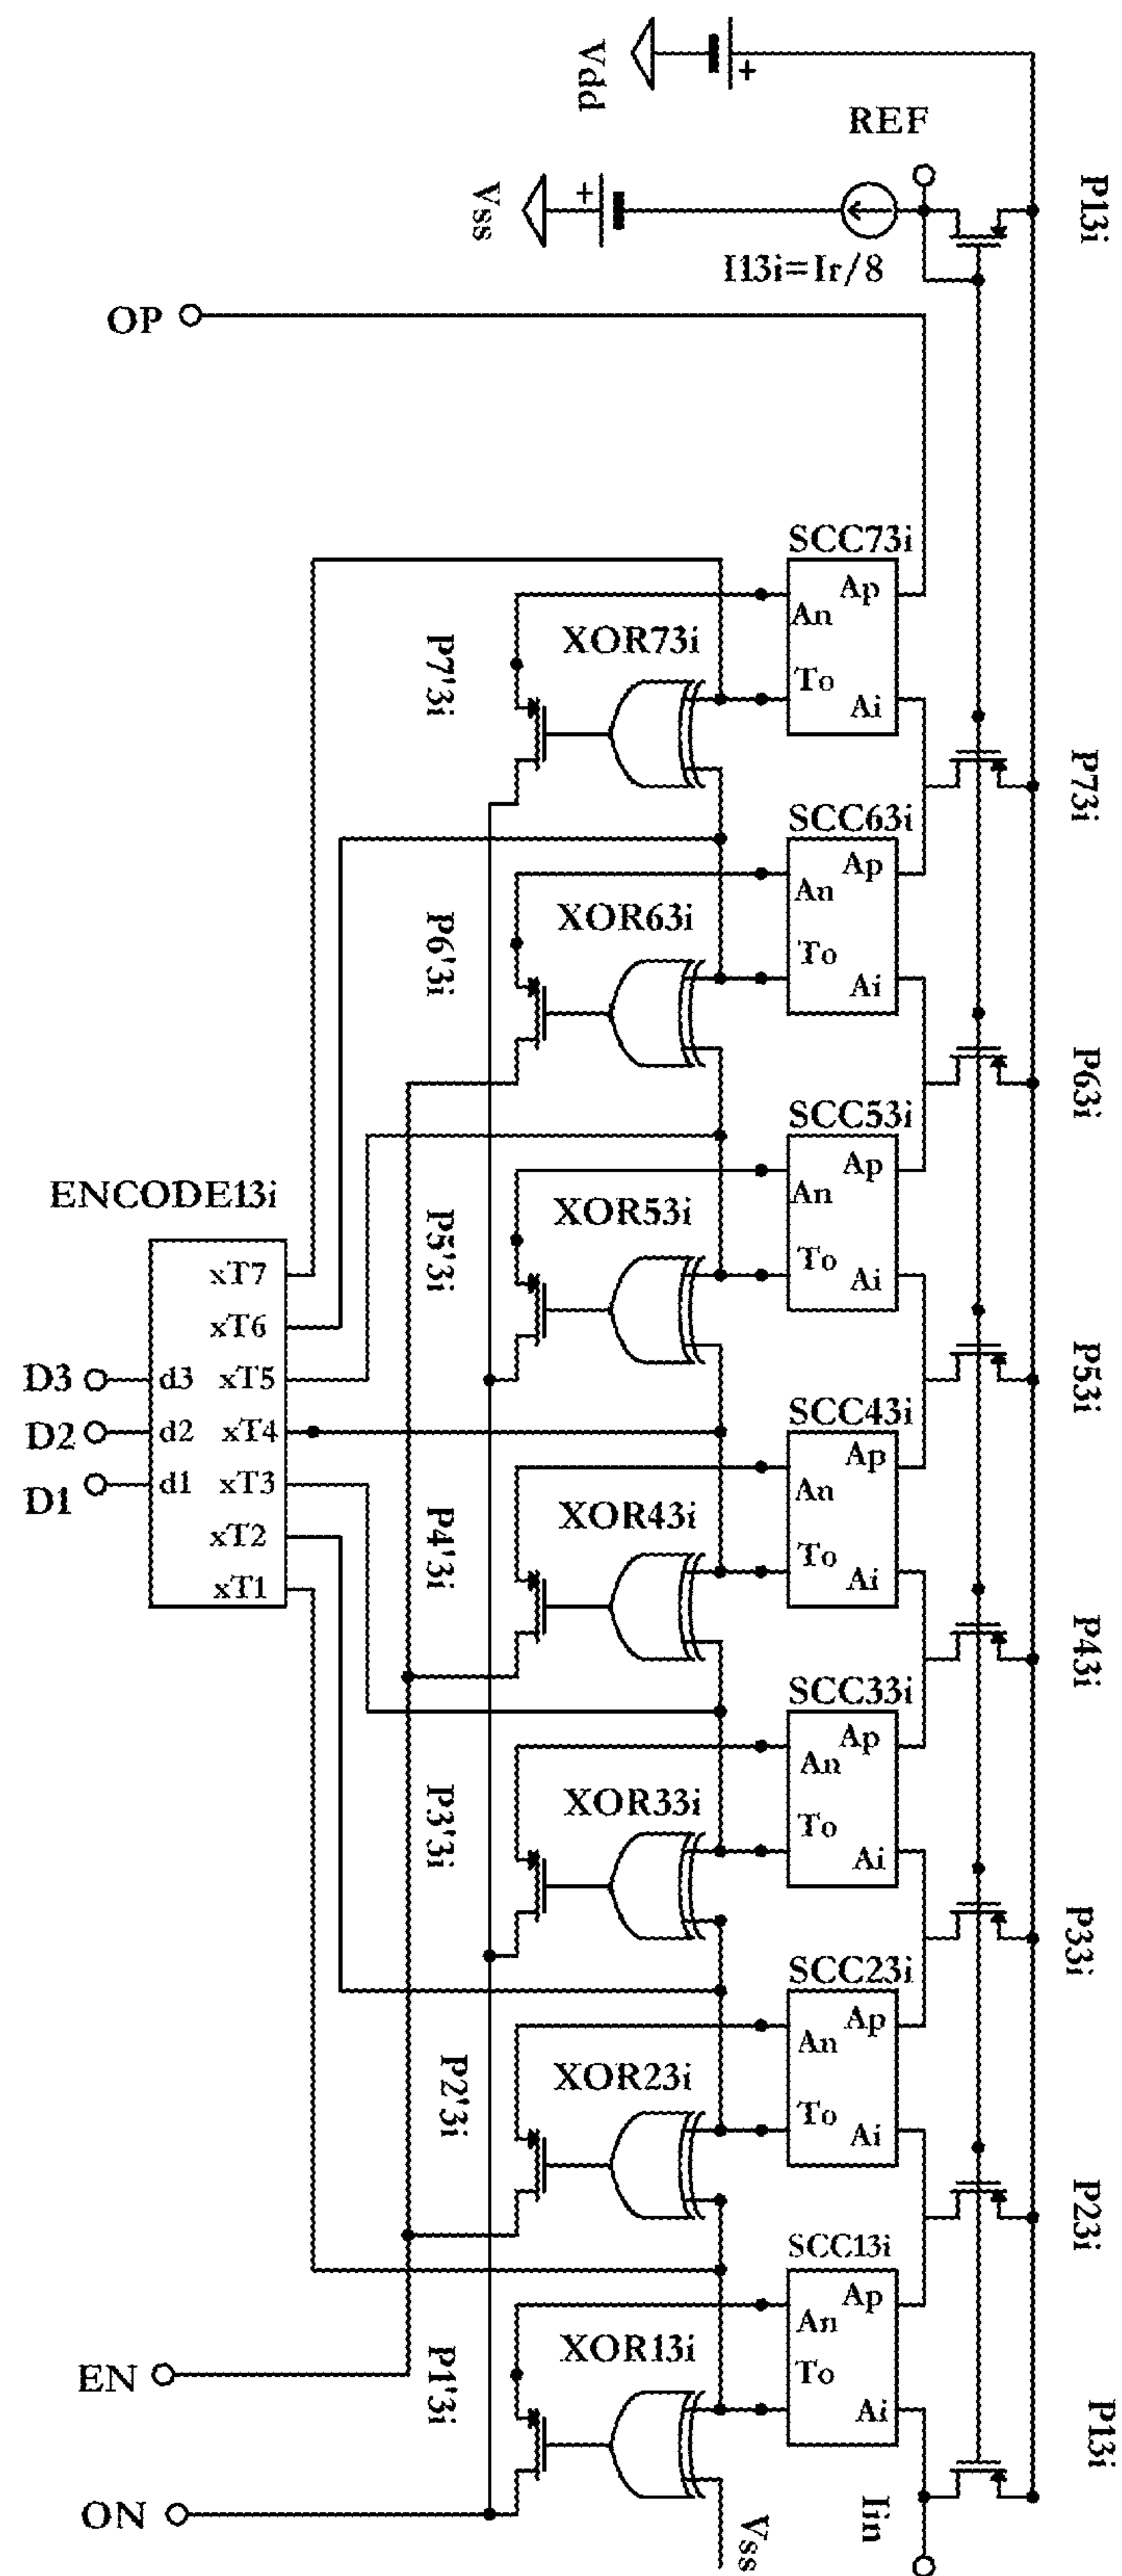 Vdd
REF
P13i
Vss
I13i=Ir/8
OP
SCC73i
Ap
An
To
Ai
XOR73i
P7'3i
P73i
SCC63i
Ap
An
To
Ai
XOR63i
P6'3i
P63i
SCC53i
Ap
An
To
Ai
XOR53i
P5'3i
P53i
ENCODE13i
xT7
xT6
D3 d3 xT5
D2 d2 xT4
D1 d1 xT3
xT2
xT1
SCC43i
Ap
An
To
Ai
XOR43i
P4'3i
P43i
SCC33i
Ap
An
To
Ai
XOR33i
P3'3i
P33i
SCC23i
Ap
An
To
Ai
XOR23i
P2'3i
P23i
SCC13i
Ap
An
To
Ai
XOR13i
P1'3i
P13i
EN
ON
Vss
Iin